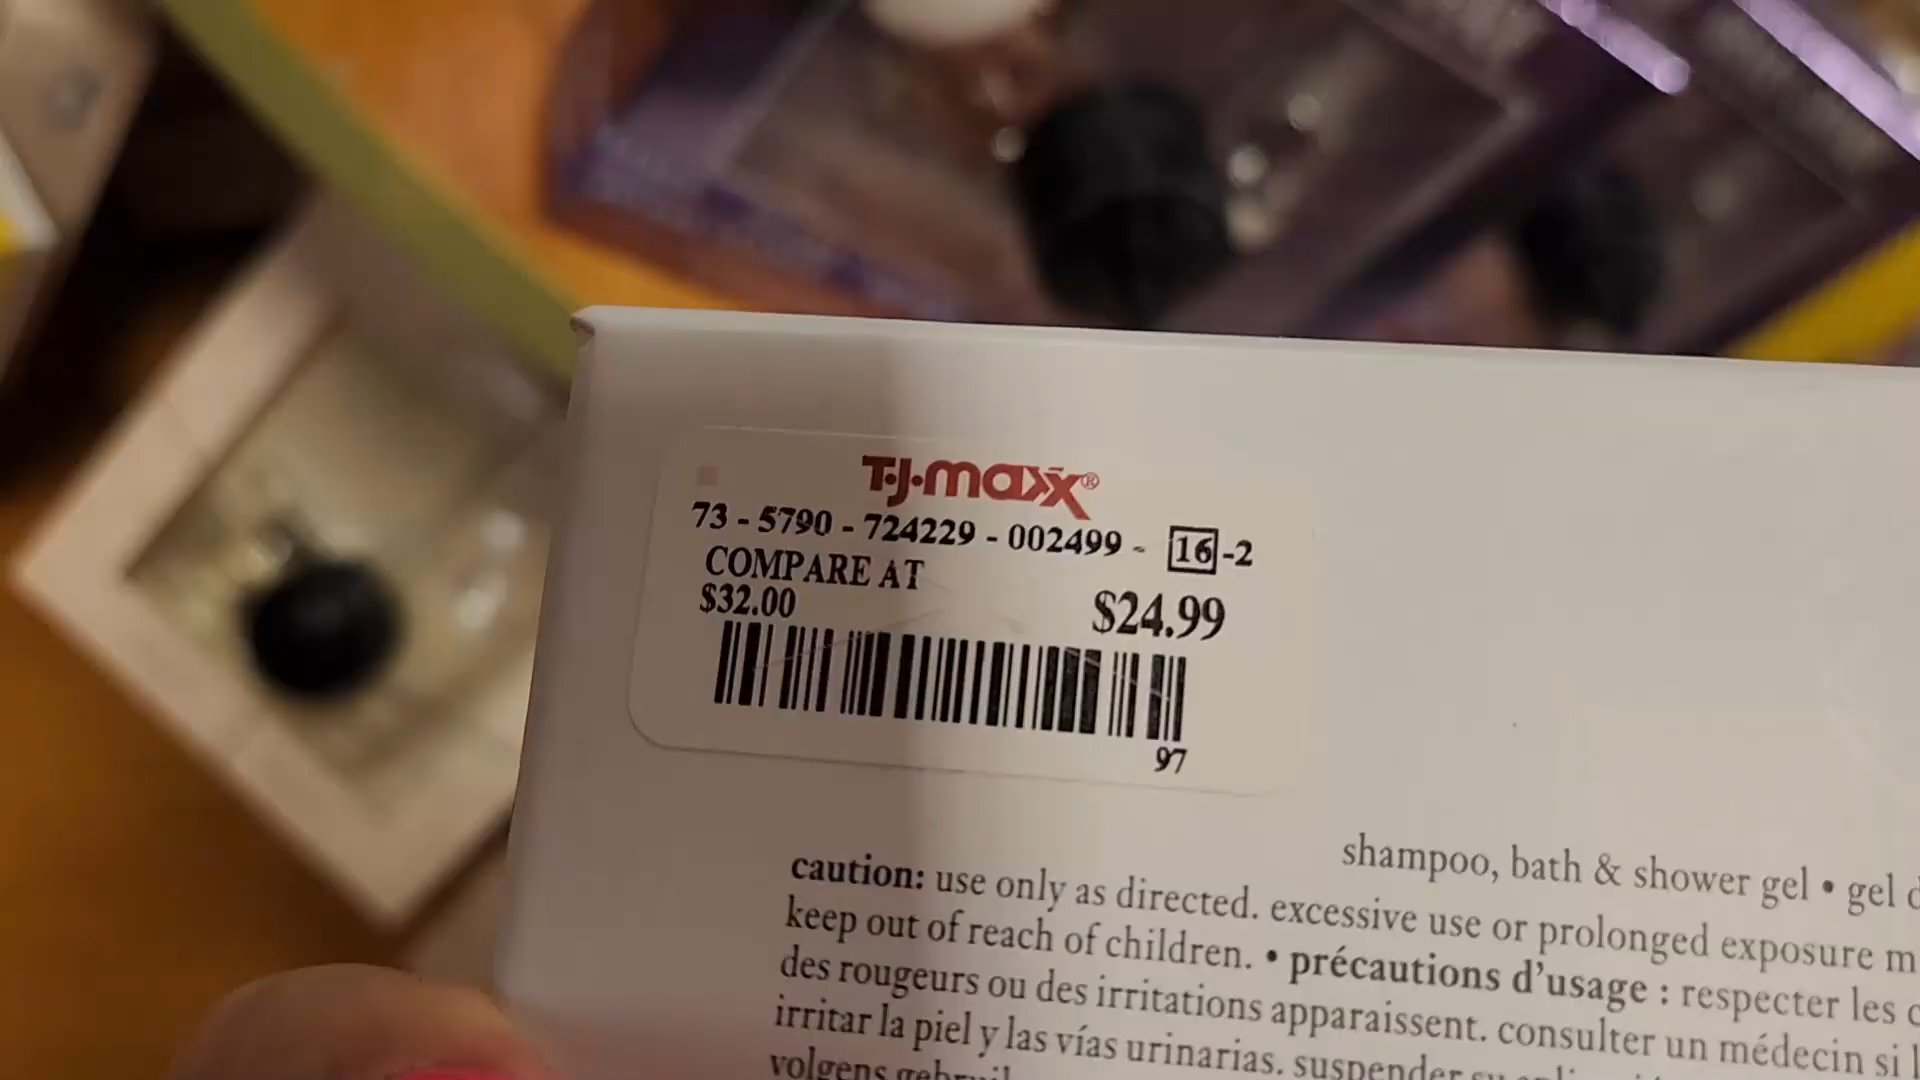 T·J·maxx®
73 - 5790 - 724229 - 002499 - 16 -2
COMPARE AT
$32.00
$24.99
97
shampoo, bath & shower gel • gel
caution: use only as directed. excessive use or prolonged exposure
keep out of reach of children. • précautions d'usage : respecter les
des rougeurs ou des irritations apparaissent. consulter un médecin si
irritar la piel y las vías urinarias. suspender
volgens